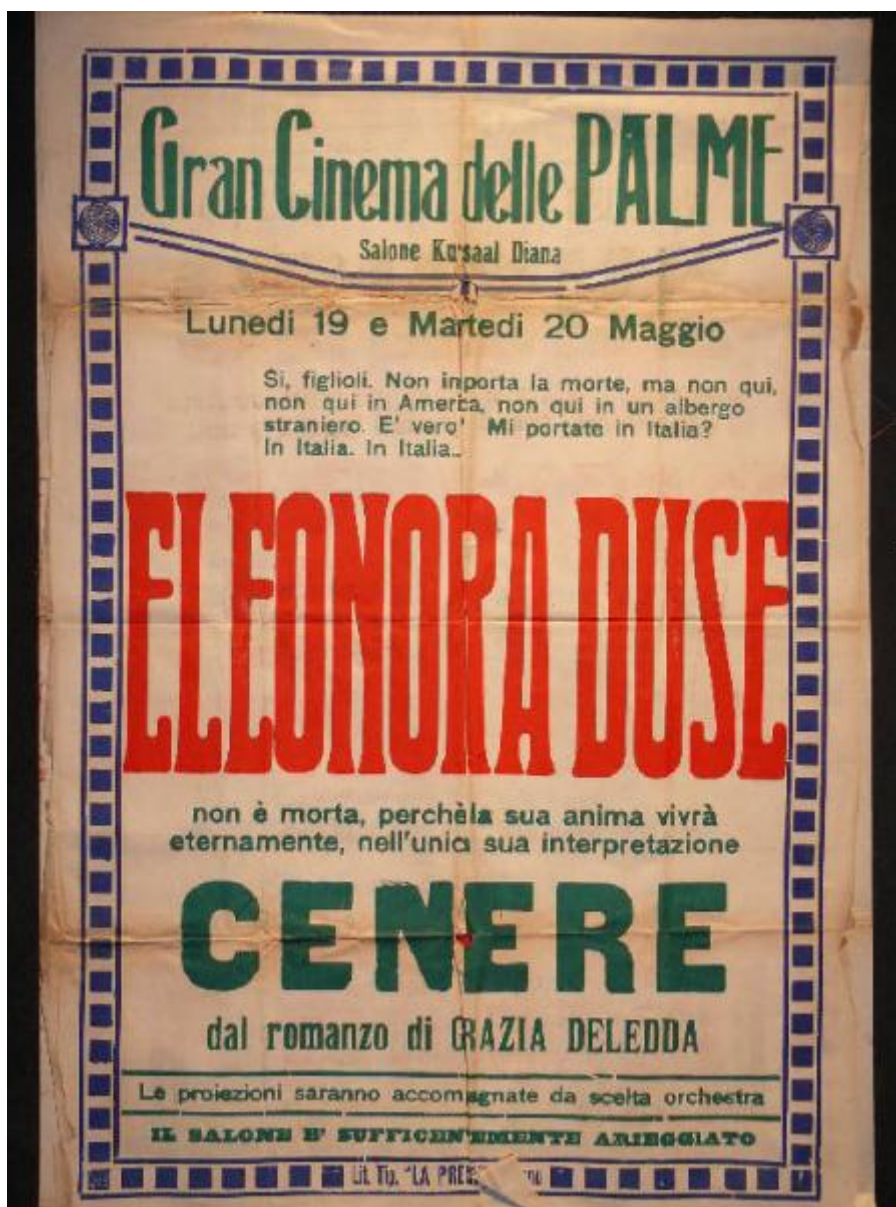 Gran Cinema delle PALME
Salone Kursaal Diana
Lunedi 19 e Martedi 20 Maggio
Si, figlioli. Non inporta la morte, ma non qui,
non qui in America, non qui in un albergo
straniero. E' vero' Mi portate in Italia?
In Italia. In Italia..
ELEONORA DUSE
non è morta, perchèla sua anima vivrà
eternamente, nell'unica sua interpretazione
CENERE
dal romanzo di GRAZIA DELEDDA
Le proiezioni saranno accompagnate da scelta orchestra
IL SALONE E' SUFFICENTEMENTE ARIEGGIATO
Lit. Tip. "LA